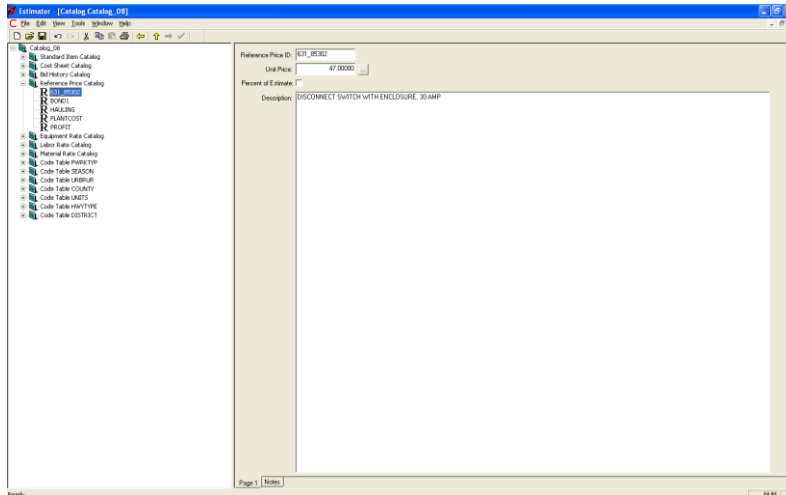 Estimator - [Catalog Catalog_08]
File Edit View Tools Window Help
Catalog_08
Standard Item Catalog
Cost Sheet Catalog
Bid History Catalog
Reference Price Catalog
631_85302
BOND1
HAULING
PLANTCOST
PROFIT
Equipment Rate Catalog
Labor Rate Catalog
Material Rate Catalog
Code Table PWRKTYP
Code Table SEASON
Code Table URBRUR
Code Table COUNTY
Code Table UNITS
Code Table HWYTYPE
Code Table DISTRICT
Reference Price ID: 631_85302
Unit Price: 47.00000 ...
Percent of Estimate:
Description: DISCONNECT SWITCH WITH ENCLOSURE, 30 AMP
Page 1 Notes
Ready NUM